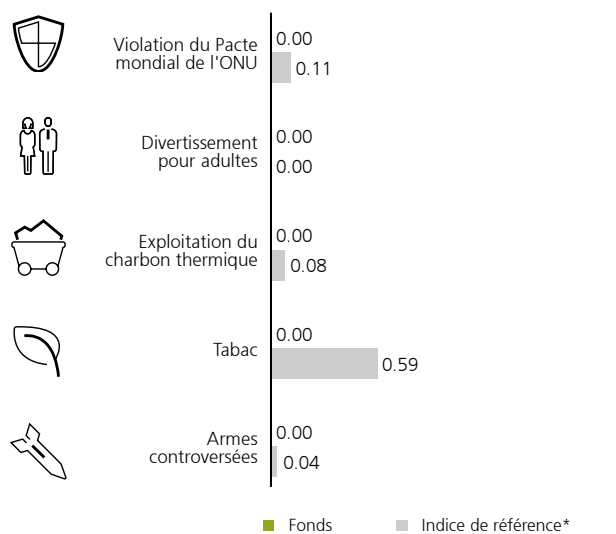 Violation du Pacte
mondial de l'ONU
0.00
0.11
Divertissement
pour adultes
0.00
0.00
Exploitation du
charbon thermique
0.00
0.08
Tabac
0.00
0.59
Armes
controversées
0.00
0.04
Fonds
Indice de référence*